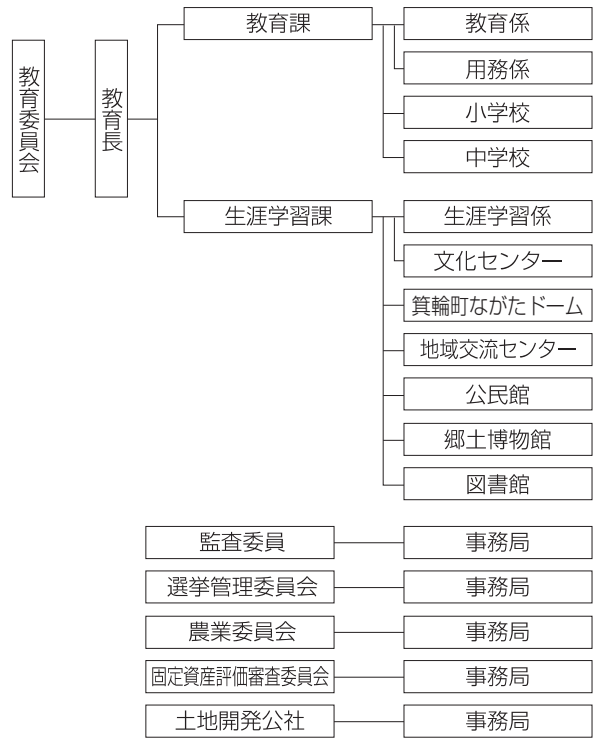 教育委員会
教育長
教育課
教育係
用務係
小学校
中学校
生涯学習課
生涯学習係
文化センター
箕輪町ながたドーム
地域交流センター
公民館
郷土博物館
図書館
監査委員
事務局
選挙管理委員会
事務局
農業委員会
事務局
固定資産評価審査委員会
事務局
土地開発公社
事務局